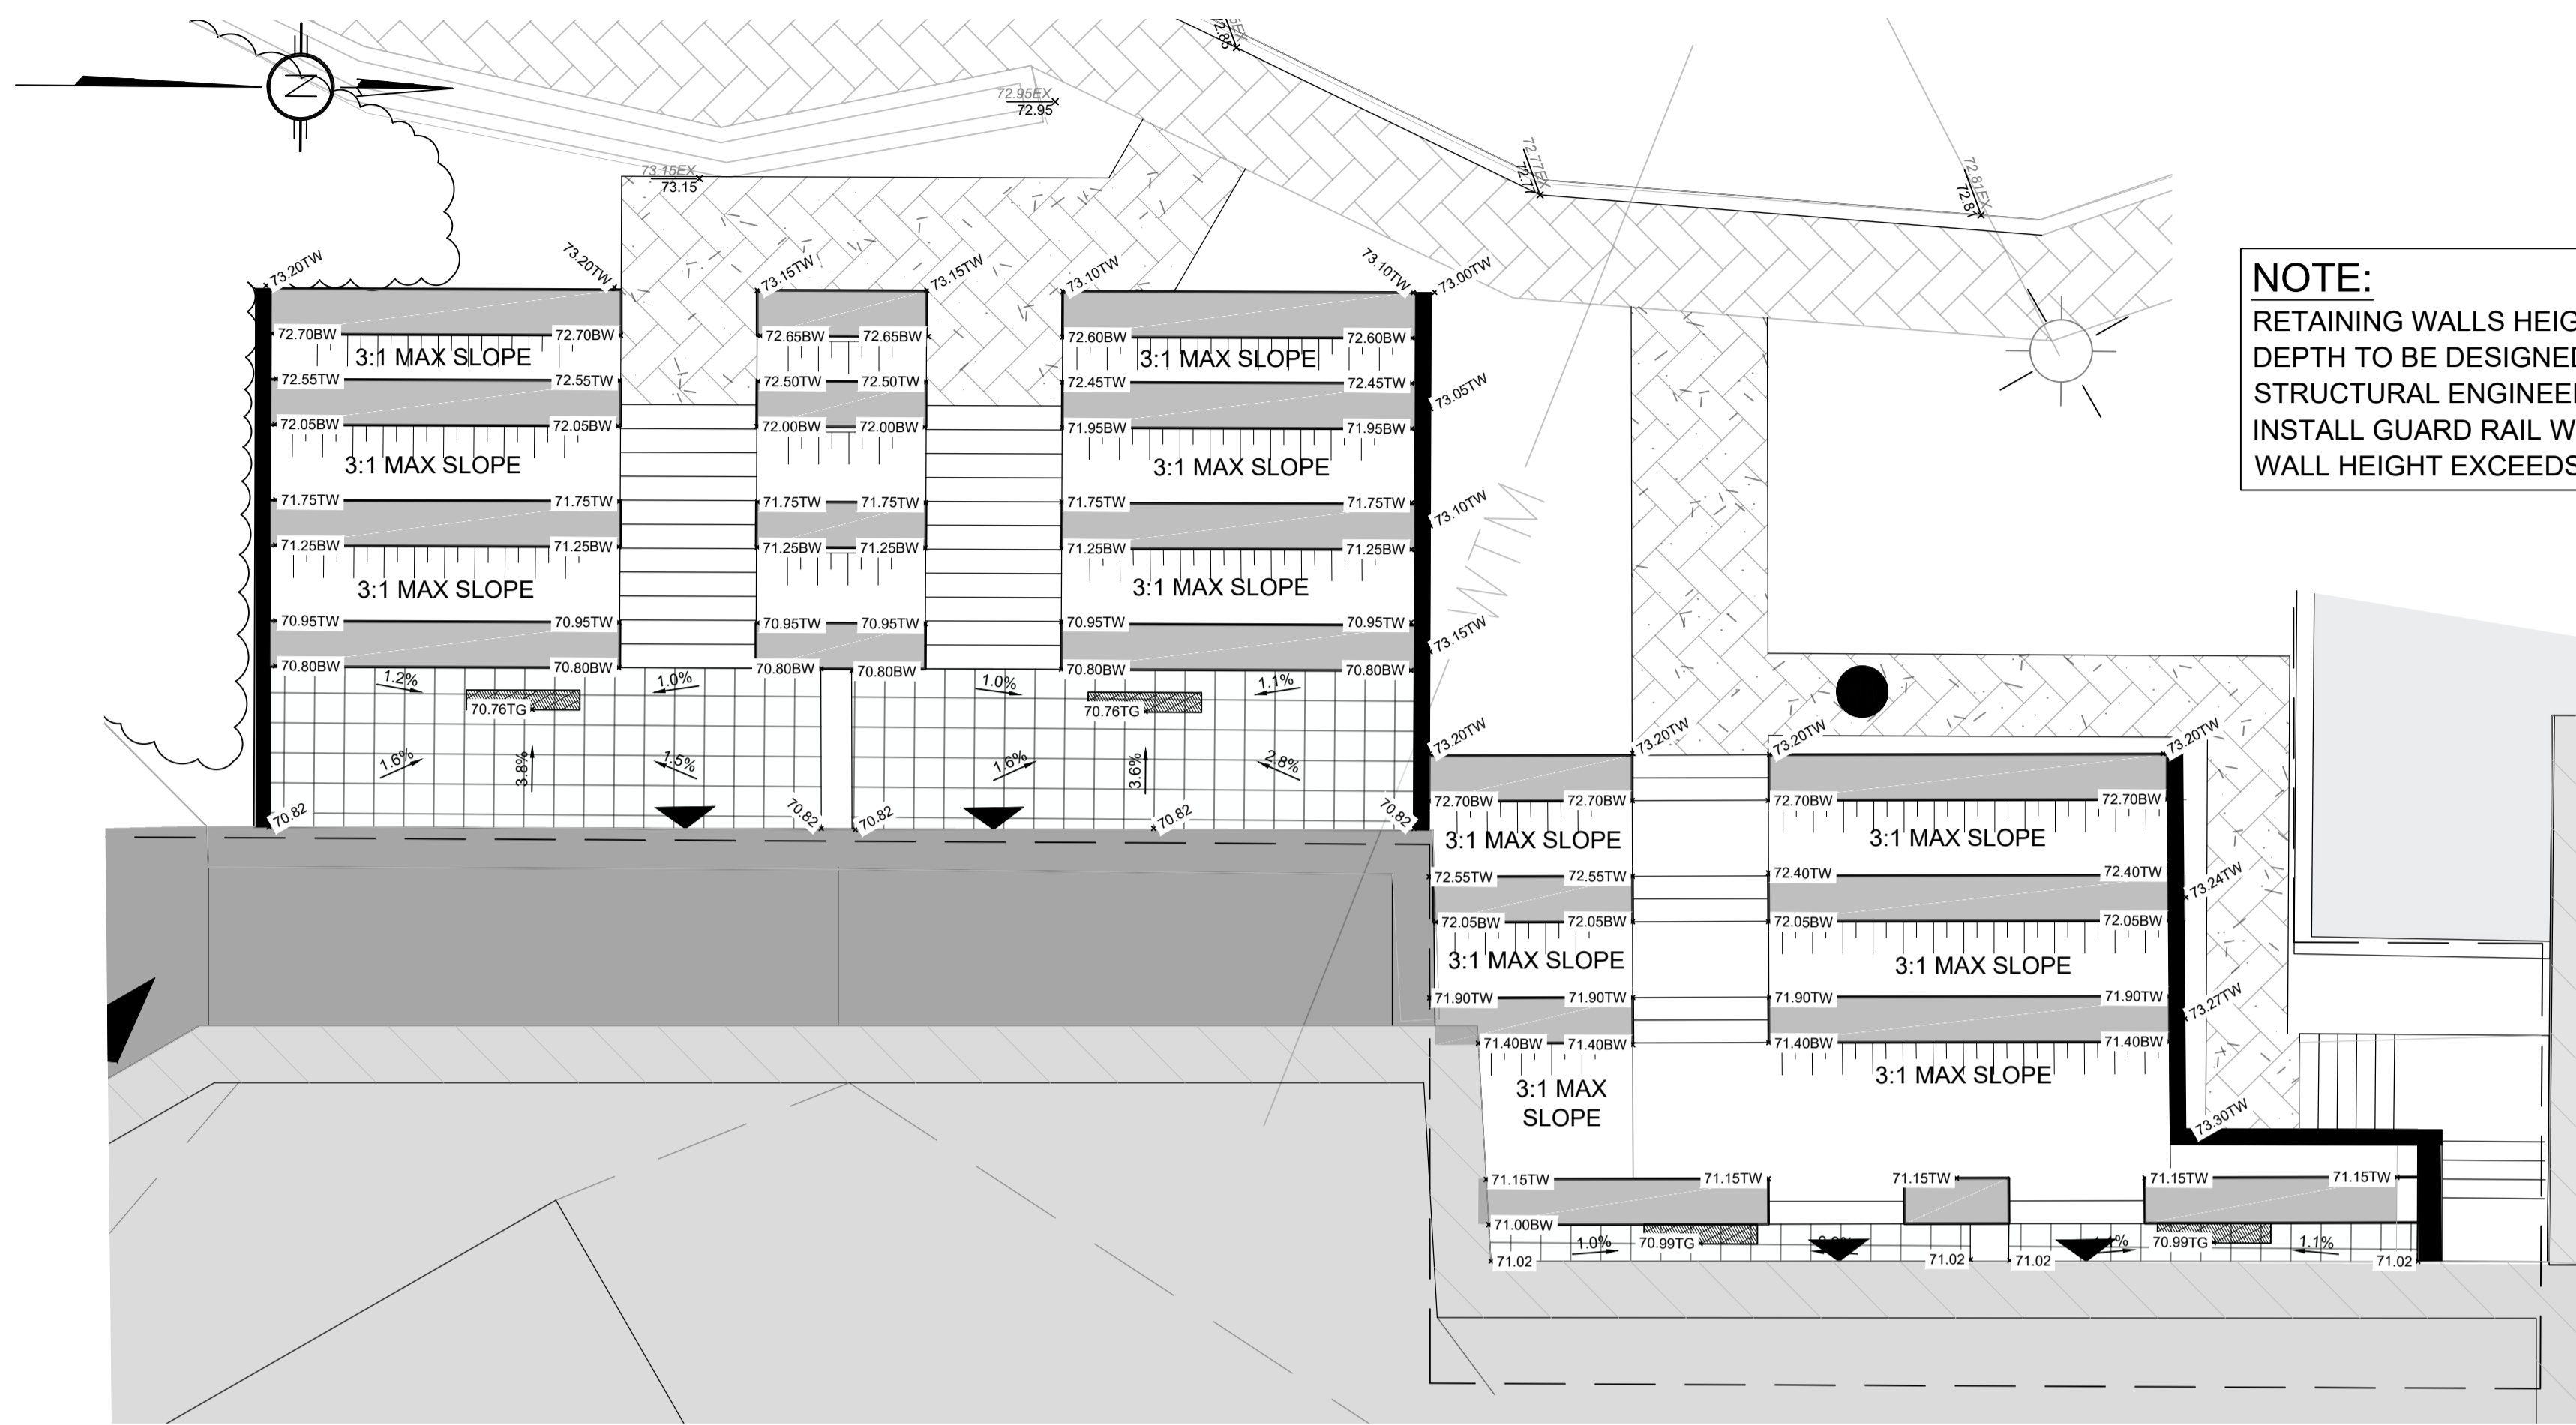 N
72.95EX
72.95
73.15EX
73.15
72.85
72.77EX
72.77
72.81EX
72.81
73.20TW
73.20TW
73.15TW
73.15TW
73.10TW
73.10TW
73.00TW
NOTE:
RETAINING WALLS HEIG
DEPTH TO BE DESIGNED
STRUCTURAL ENGINEE
INSTALL GUARD RAIL W
WALL HEIGHT EXCEEDS
72.70BW 72.70BW 72.65BW 72.65BW 72.60BW 72.60BW
3:1 MAX SLOPE 3:1 MAX SLOPE
72.55TW 72.55TW 72.50TW 72.50TW 72.45TW 72.45TW
73.05TW
72.05BW 72.05BW 72.00BW 72.00BW 71.95BW 71.95BW
3:1 MAX SLOPE 3:1 MAX SLOPE
71.75TW 71.75TW 71.75TW 71.75TW 71.75TW 71.75TW
73.10TW
71.25BW 71.25BW 71.25BW 71.25BW 71.25BW 71.25BW
3:1 MAX SLOPE 3:1 MAX SLOPE
WTM
70.95TW 70.95TW 70.95TW 70.95TW 70.95TW 70.95TW
73.15TW
70.80BW 70.80BW 70.80BW 70.80BW 70.80BW 70.80BW
1.2% 1.0% 1.0% 1.1%
70.76TG 70.76TG
1.6% 3.8% 1.5% 1.6% 3.6% 2.8%
70.82 70.82 70.82 70.82 70.82
73.20TW 73.20TW 73.20TW 73.20TW
72.70BW 72.70BW 72.70BW 72.70BW
3:1 MAX SLOPE 3:1 MAX SLOPE
72.55TW 72.55TW 72.40TW 72.40TW
73.24TW
72.05BW 72.05BW 72.05BW 72.05BW
3:1 MAX SLOPE 3:1 MAX SLOPE
71.90TW 71.90TW 71.90TW 71.90TW
73.27TW
71.40BW 71.40BW 71.40BW 71.40BW
3:1 MAX
SLOPE
3:1 MAX SLOPE
73.30TW
71.15TW 71.15TW 71.15TW 71.15TW 71.15TW
71.00BW
1.0% 70.99TG 70.99TG 1.1%
71.02 71.02 71.02 71.02